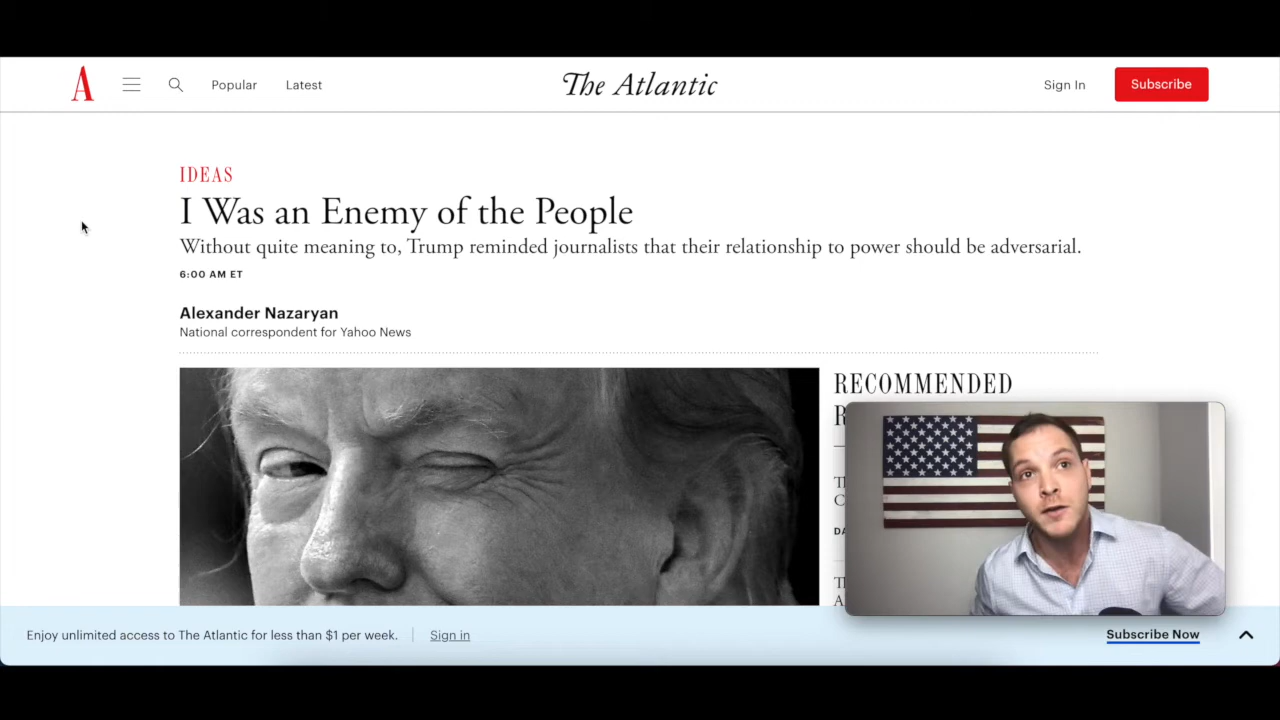 A
Popular
Latest
The Atlantic
Sign In
Subscribe
IDEAS
I Was an Enemy of the People
Without quite meaning to, Trump reminded journalists that their relationship to power should be adversarial.
6:00 AM ET
Alexander Nazaryan
National correspondent for Yahoo News
RECOMMENDED
Enjoy unlimited access to The Atlantic for less than $1 per week.
Sign in
Subscribe Now